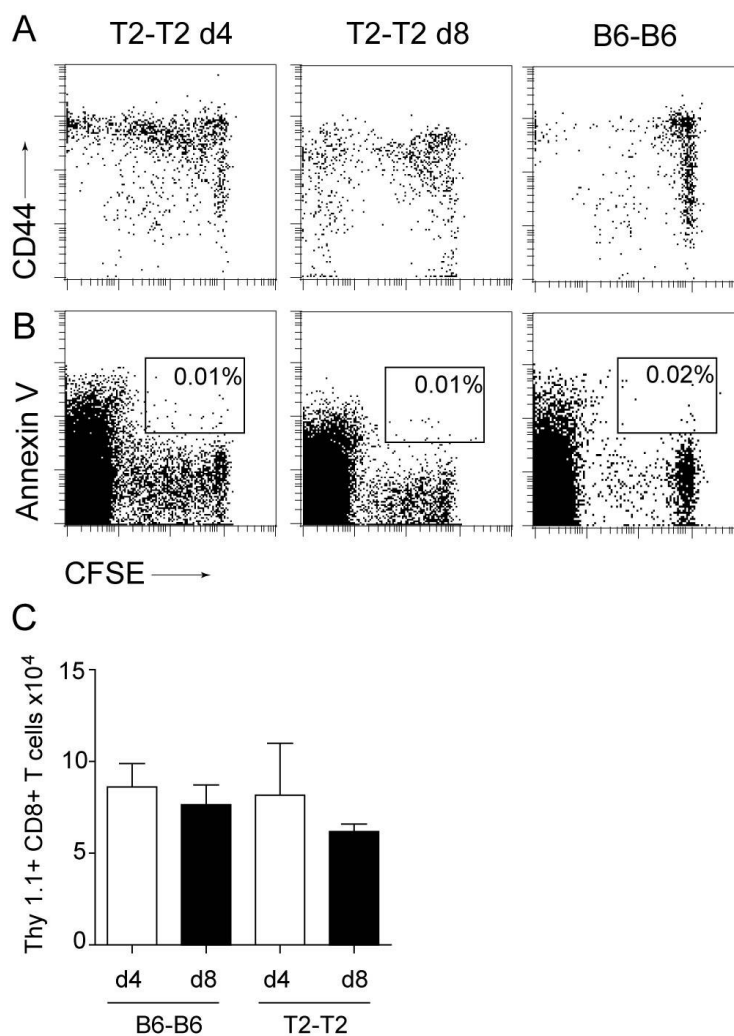 A
T2-T2 d4 T2-T2 d8 B6-B6
CD44
B
0.01% 0.01% 0.02%
Annexin V
CFSE
C
Thy 1.1+ CD8+ T cells x10⁴
15
10
5
0
d4 d8 d4 d8
B6-B6 T2-T2